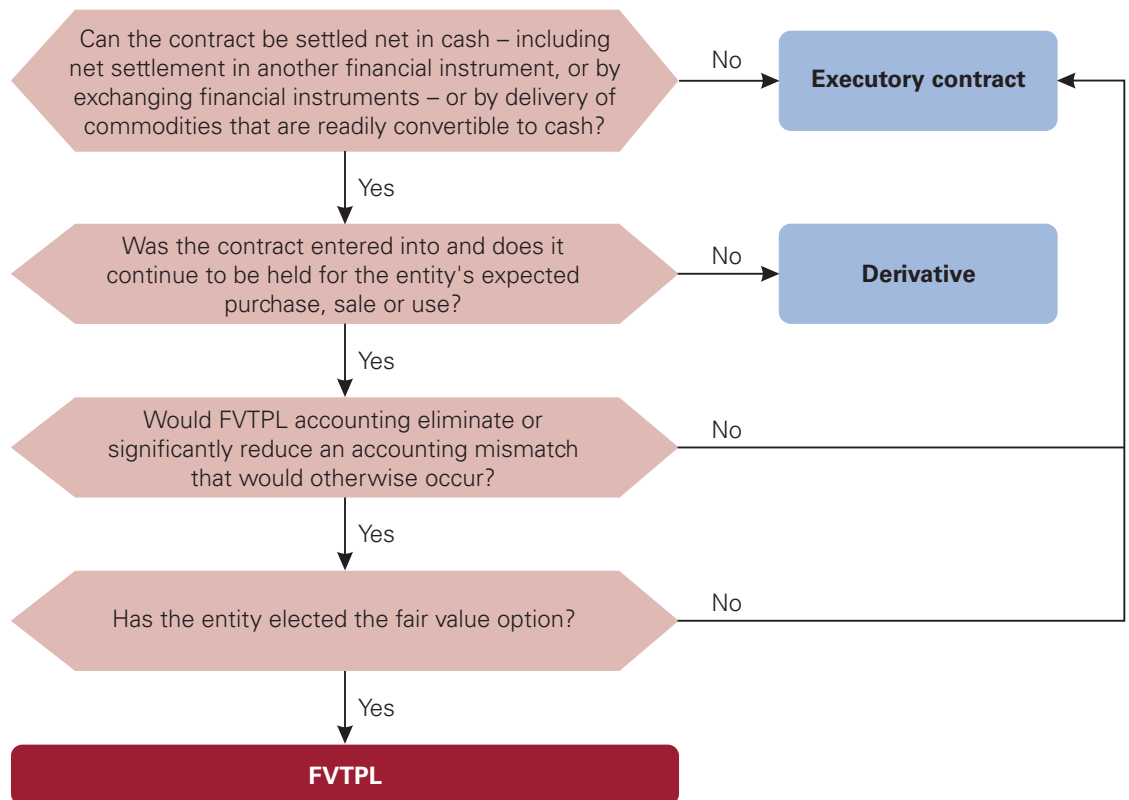 Can the contract be settled net in cash – including
net settlement in another financial instrument, or by
exchanging financial instruments – or by delivery of
commodities that are readily convertible to cash?
No
Executory contract
Yes
Was the contract entered into and does it
continue to be held for the entity's expected
purchase, sale or use?
No
Derivative
Yes
Would FVTPL accounting eliminate or
significantly reduce an accounting mismatch
that would otherwise occur?
No
Yes
Has the entity elected the fair value option?
No
Yes
FVTPL